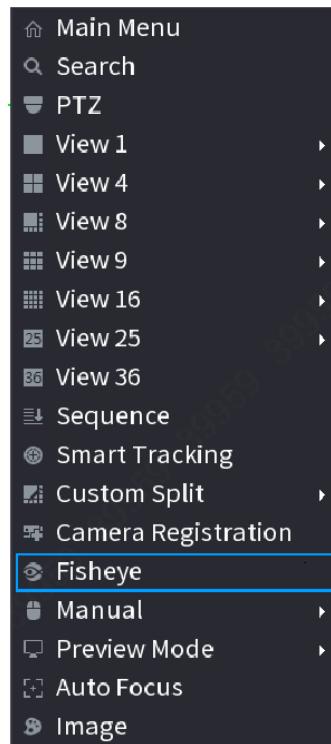 Main Menu
Search
PTZ
View 1
View 4
View 8
View 9
View 16
25 View 25
36 View 36
Sequence
Smart Tracking
Custom Split
Camera Registration
Fisheye
Manual
Preview Mode
Auto Focus
Image